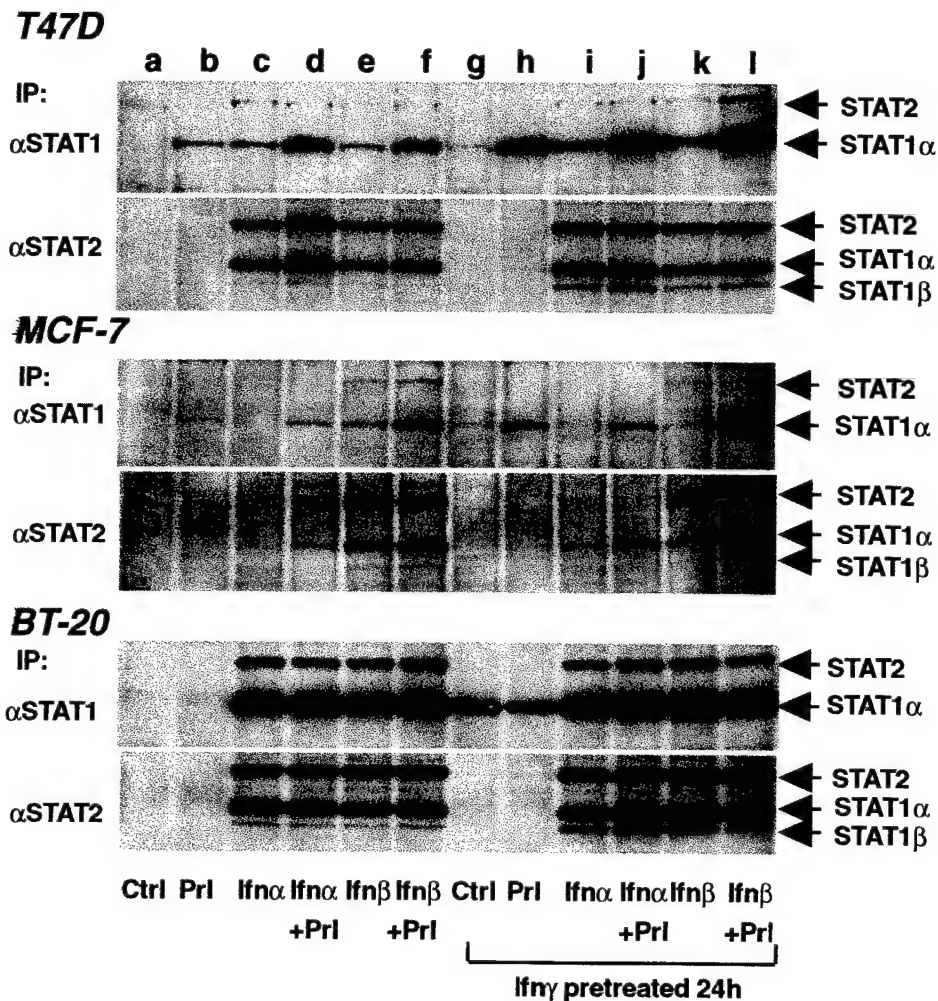 T47D
a b c d e f g h i j k l
IP:
STAT2
αSTAT1
STAT1α
αSTAT2
STAT2
STAT1α
STAT1β
MCF-7
IP:
STAT2
αSTAT1
STAT1α
αSTAT2
STAT2
STAT1α
STAT1β
BT-20
IP:
STAT2
αSTAT1
STAT1α
αSTAT2
STAT2
STAT1α
STAT1β
Ctrl Prl Ifnα Ifnα Ifnβ Ifnβ Ctrl Prl Ifnα Ifnα Ifnβ Ifnβ
+Prl +Prl +Prl +Prl
Ifnγ pretreated 24h